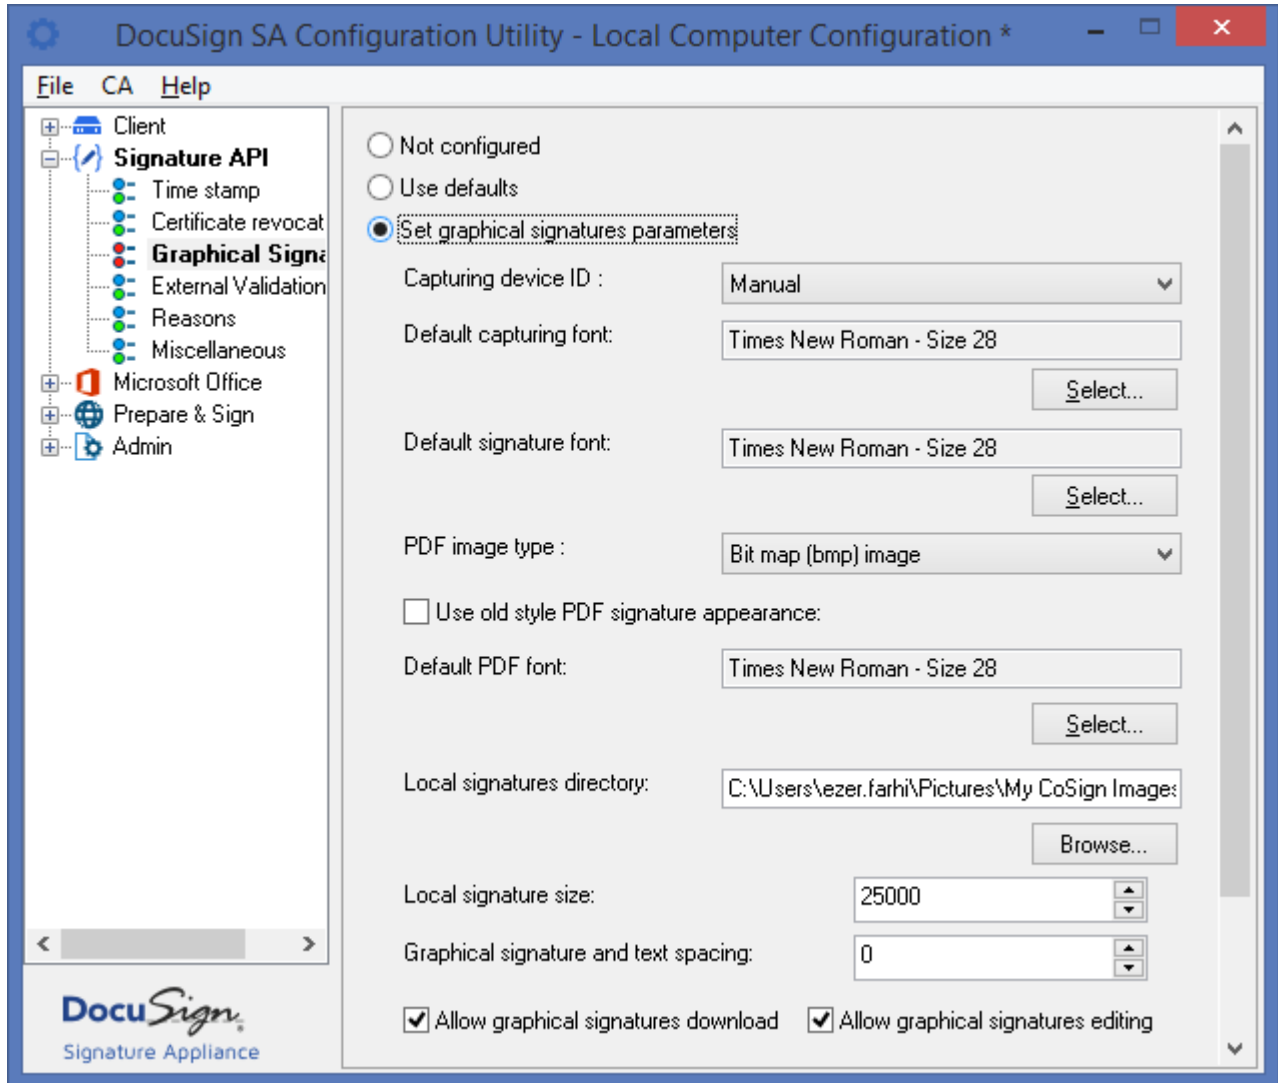 DocuSign SA Configuration Utility - Local Computer Configuration *
File CA Help
Client
Signature API
Time stamp
Certificate revocat
Graphical Signa
External Validation
Reasons
Miscellaneous
Microsoft Office
Prepare & Sign
Admin
DocuSign
Signature Appliance
Not configured
Use defaults
Set graphical signatures parameters
Capturing device ID : Manual
Default capturing font: Times New Roman - Size 28
Select...
Default signature font: Times New Roman - Size 28
Select...
PDF image type : Bit map (bmp) image
Use old style PDF signature appearance:
Default PDF font: Times New Roman - Size 28
Select...
Local signatures directory: C:\Users\ezer.farhi\Pictures\My CoSign Images
Browse...
Local signature size: 25000
Graphical signature and text spacing: 0
Allow graphical signatures download Allow graphical signatures editing